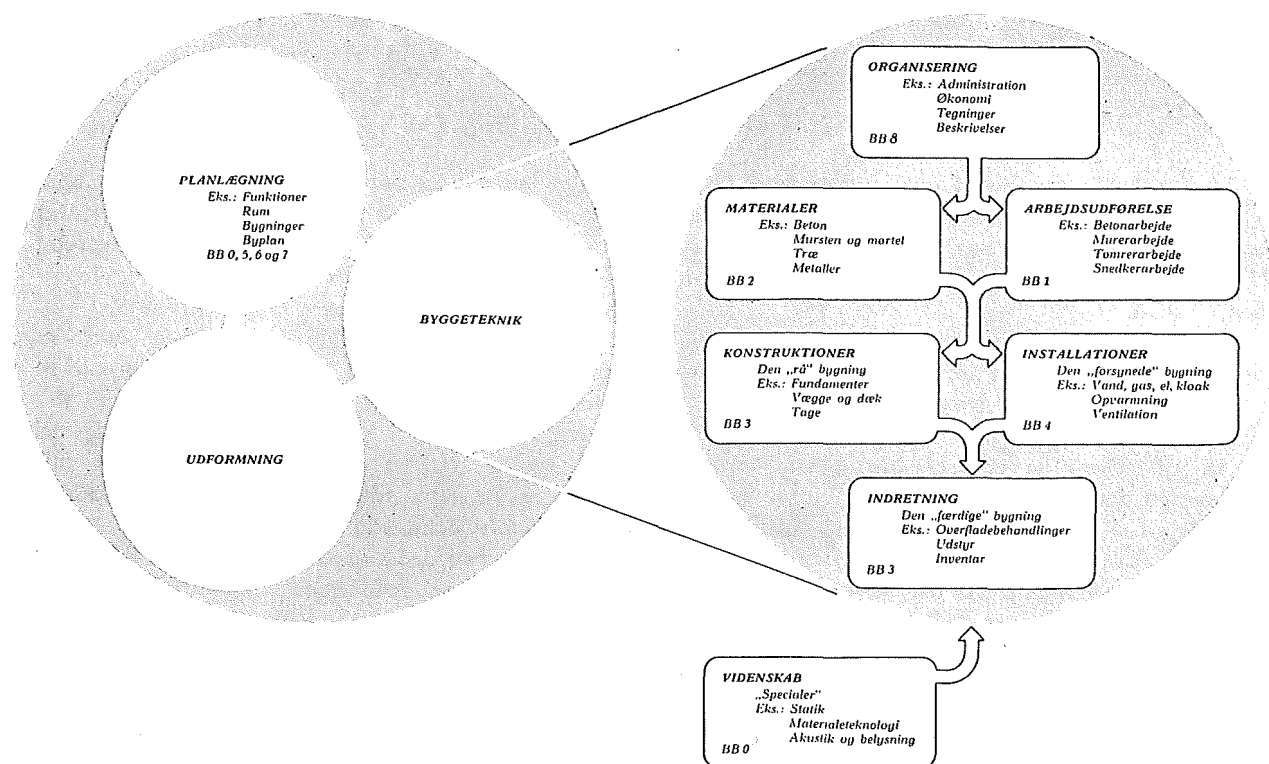 PLANLÆGNING
Eks.: Funktioner
Rum
Bygninger
Byplan
BB 0, 5, 6 og 7
BYGGETEKNIK
UDFORMNING
ORGANISERING
Eks.: Administration
Økonomi
Tegninger
Beskrivelser
BB 8
MATERIALER
Eks.: Beton
Mursten og mørtel
Træ
Metaller
BB 2
ARBEJDSUDFØRELSE
Eks.: Betonarbejde
Murerarbejde
Tømrerarbejde
Snedkerarbejde
BB 1
KONSTRUKTIONER
Den „rå" bygning
Eks.: Fundamenter
Vægge og dæk
Tage
BB 3
INSTALLATIONER
Den „forsynede" bygning
Eks.: Vand, gas, el, kloak
Opvarmning
Ventilation
BB 4
INDRETNING
Den „færdige" bygning
Eks.: Overfladebehandlinger
Udstyr
Inventar
BB 3
VIDENSKAB
„Specialer"
Eks.: Statik
Materialeteknologi
Akustik og belysning
BB 0